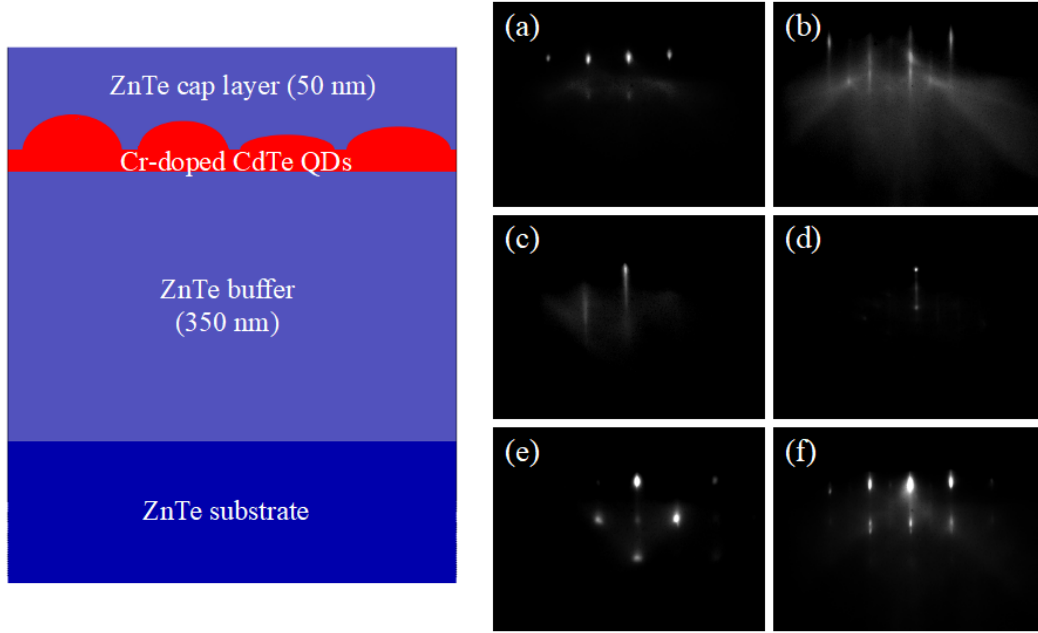 ZnTe cap layer (50 nm)
Cr-doped CdTe QDs
ZnTe buffer
(350 nm)
ZnTe substrate
(a)
(b)
(c)
(d)
(e)
(f)